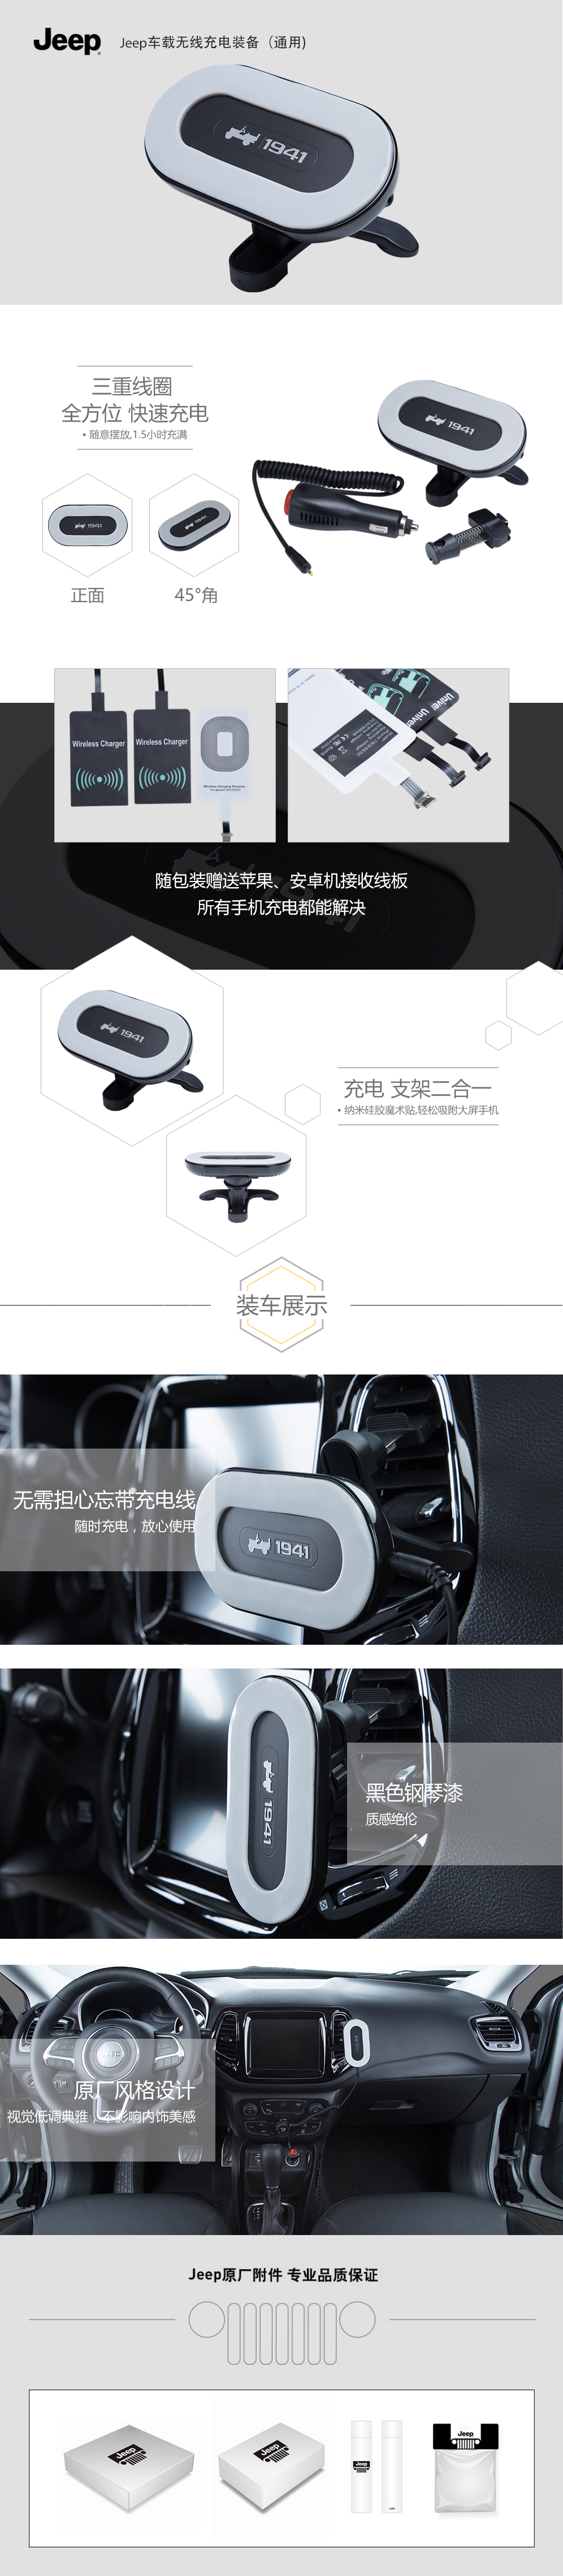 Jeep
Jeep车载无线充电装备（通用)
1941
三重线圈
全方位 快速充电
• 随意摆放,1.5小时充满
1941
1941
1941
正面
45°角
Wireless Charger
Wireless Charger
Wireless Charging Receiver
Univer
Univer
随包装赠送苹果、安卓机接收线板
所有手机充电都能解决
1941
充电 支架二合一
• 纳米硅胶魔术贴,轻松吸附大屏手机
装车展示
无需担心忘带充电线
随时充电，放心使用
1941
黑色钢琴漆
质感绝伦
1941
Jeep
原厂风格设计
视觉低调典雅，不影响内饰美感
Jeep原厂附件 专业品质保证
Jeep
Jeep
Jeep
Jeep